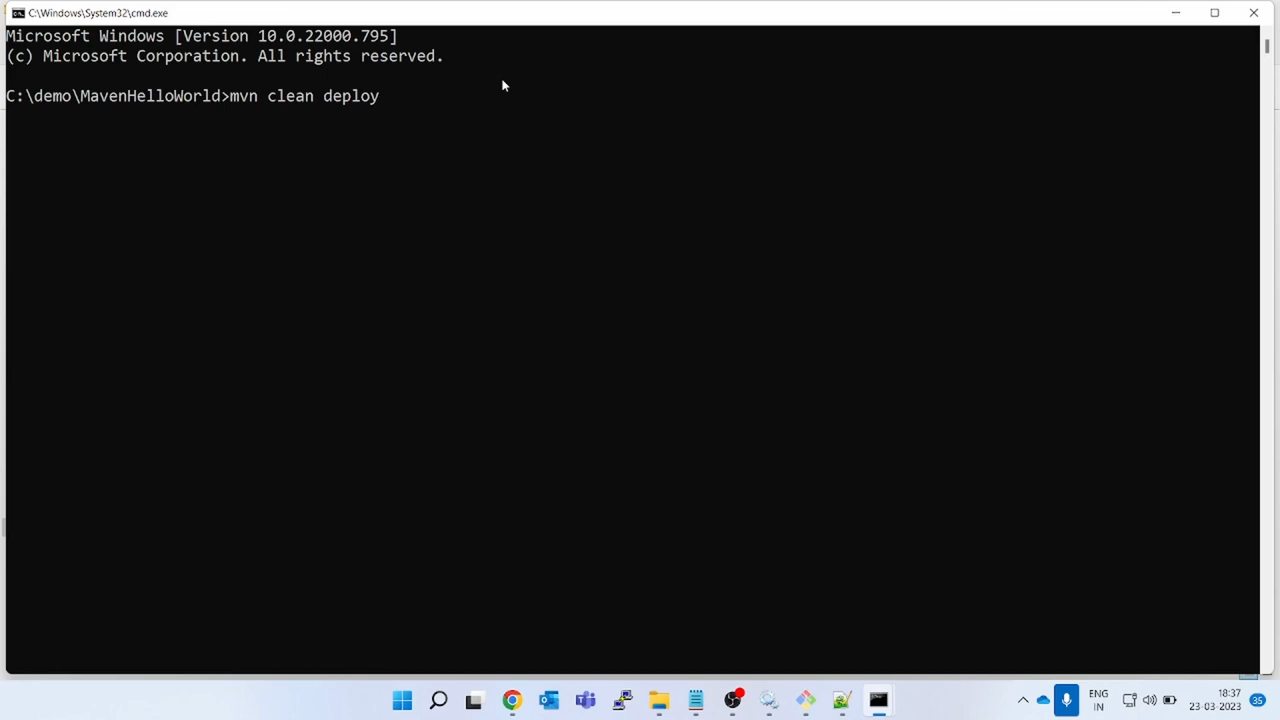 C:\Windows\System32\cmd.exe
Microsoft Windows [Version 10.0.22000.795]
(c) Microsoft Corporation. All rights reserved.
C:\demo\MavenHelloWorld>mvn clean deploy
ENG
IN
18:37
23-03-2023
35